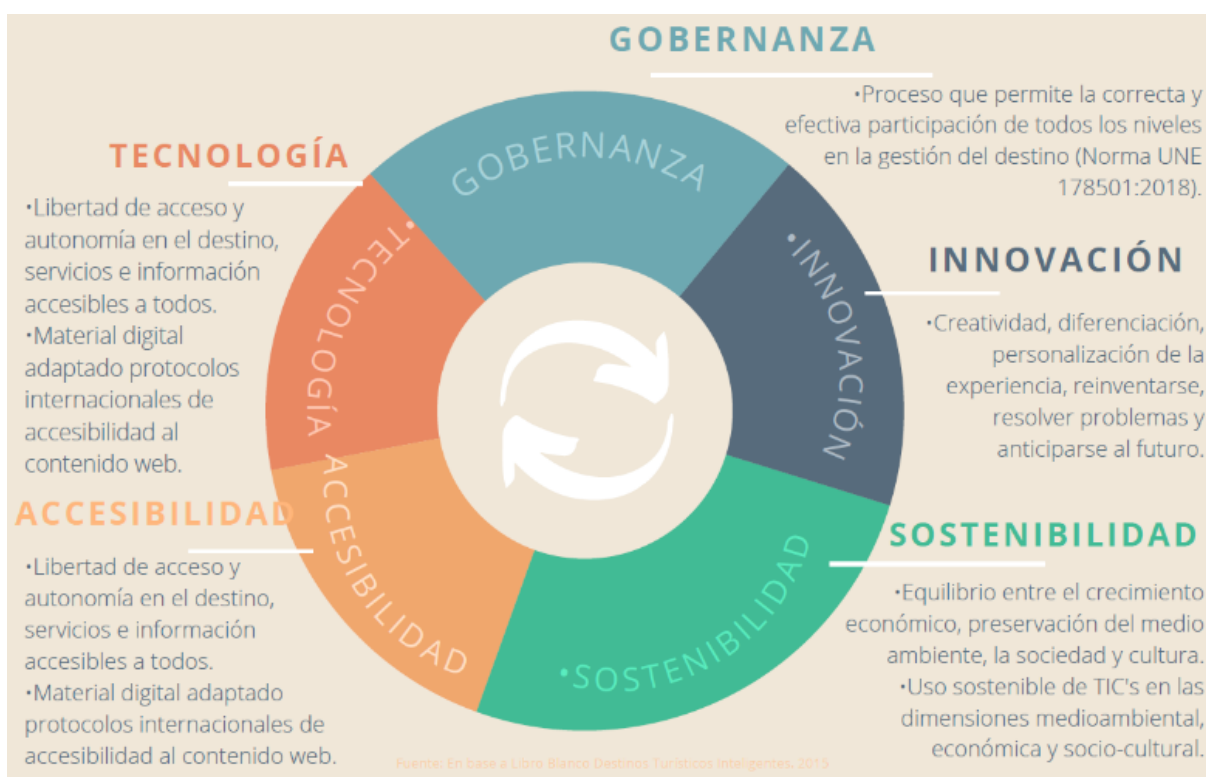 GOBERNANZA
•Proceso que permite la correcta y
efectiva participación de todos los niveles
en la gestión del destino (Norma UNE
178501:2018).
TECNOLOGÍA
•Libertad de acceso y
autonomía en el destino,
servicios e información
accesibles a todos.
•Material digital
adaptado protocolos
internacionales de
accesibilidad al
contenido web.
INNOVACIÓN
•Creatividad, diferenciación,
personalización de la
experiencia, reinventarse,
resolver problemas y
anticiparse al futuro.
ACCESIBILIDAD
•Libertad de acceso y
autonomía en el destino,
servicios e información
accesibles a todos.
•Material digital adaptado
protocolos internacionales de
accesibilidad al contenido web.
SOSTENIBILIDAD
•Equilibrio entre el crecimiento
económico, preservación del medio
ambiente, la sociedad y cultura.
•Uso sostenible de TIC's en las
dimensiones medioambiental,
económica y socio-cultural.
GOBERNANZA
•INNOVACIÓN
•SOSTENIBILIDAD
ACCESIBILIDAD
•TECNOLOGÍA
Fuente: En base a Libro Blanco Destinos Turísticos Inteligentes, 2015